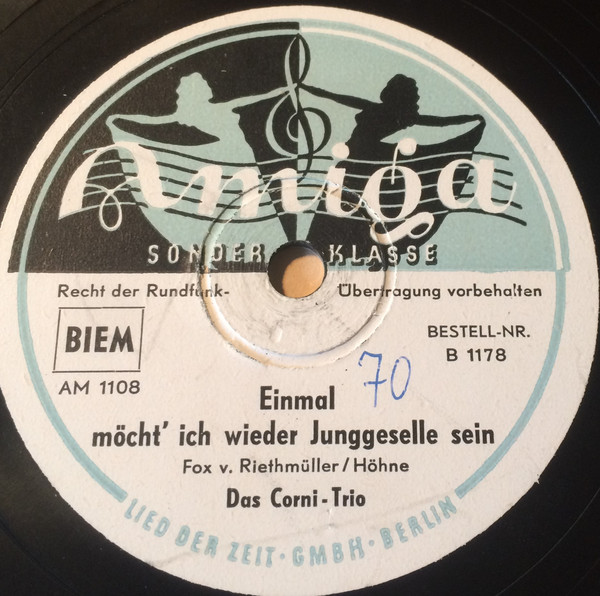 Amiga
SONDER KLASSE
Recht der Rundfunk- Übertragung vorbehalten
BIEM
AM 1108
BESTELL-NR.
B 1178
70
Einmal
möcht' ich wieder Junggeselle sein
Fox v. Riethmüller/Höhne
Das Corni-Trio
LIED DER ZEIT · GMBH · BERLIN